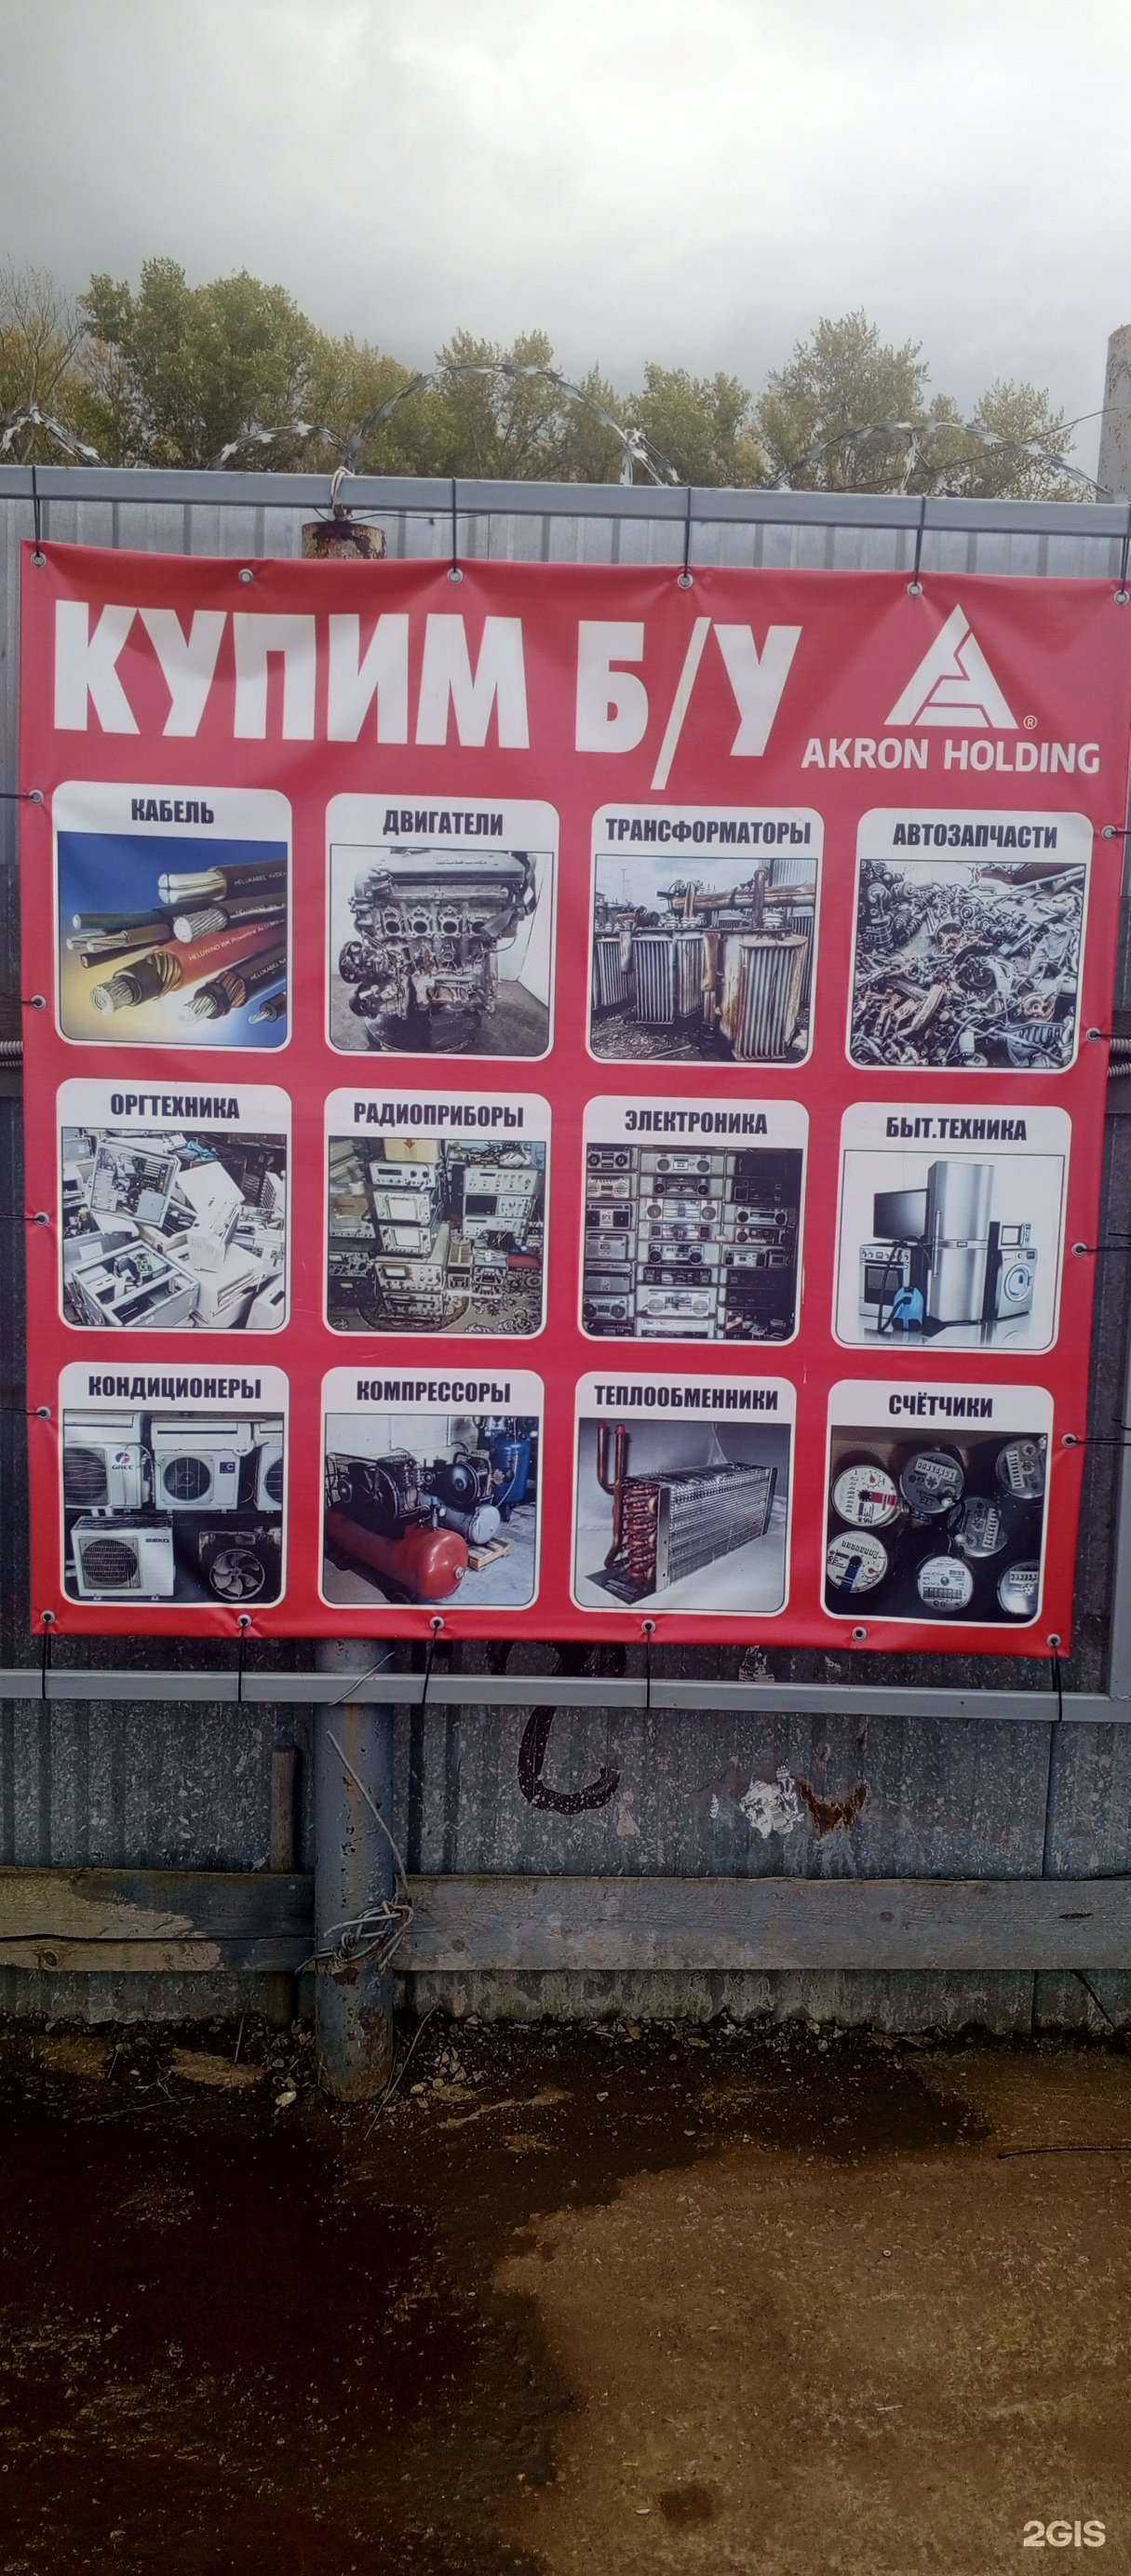 КУПИМ Б/У
AKRON HOLDING
®
КАБЕЛЬ
ДВИГАТЕЛИ
ТРАНСФОРМАТОРЫ
АВТОЗАПЧАСТИ
ОРГТЕХНИКА
РАДИОПРИБОРЫ
ЭЛЕКТРОНИКА
БЫТ.ТЕХНИКА
КОНДИЦИОНЕРЫ
КОМПРЕССОРЫ
ТЕПЛООБМЕННИКИ
СЧЁТЧИКИ
2GIS